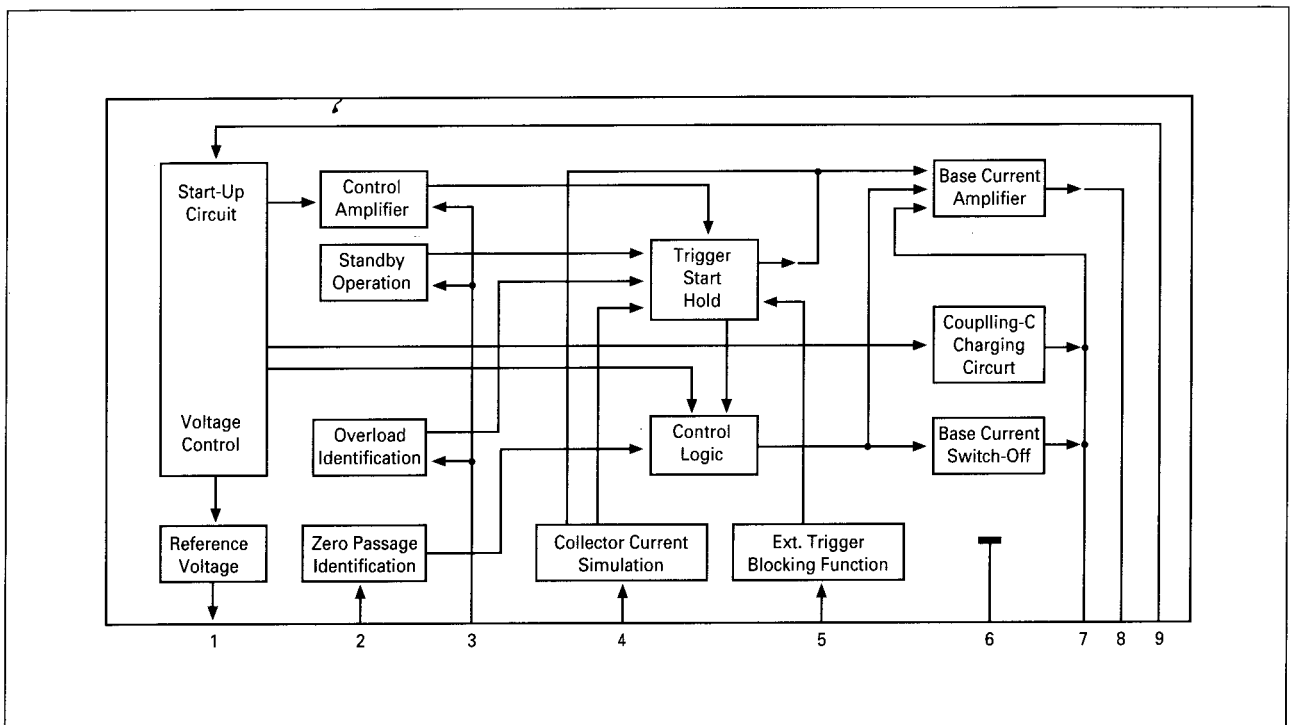 Start-Up
Circuit
Voltage
Control
Control
Amplifier
Standby
Operation
Overload
Identification
Reference
Voltage
Zero Passage
Identification
Trigger
Start
Hold
Control
Logic
Collector Current
Simulation
Ext. Trigger
Blocking Function
Base Current
Amplifier
Couplling-C
Charging
Circurt
Base Current
Switch-Off
1 2 3 4 5 6 7 8 9